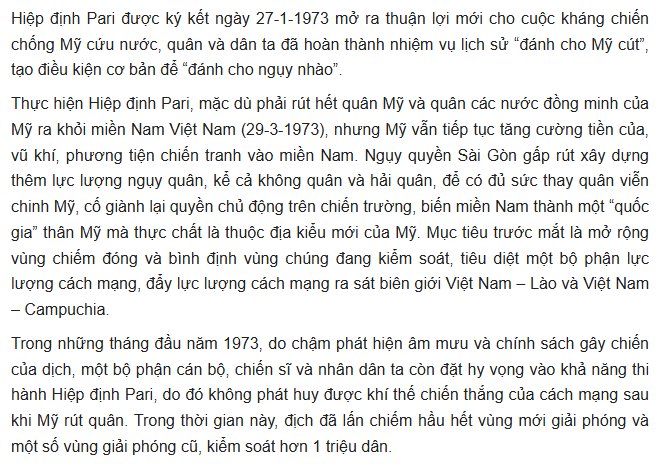 Hiệp định Pari được ký kết ngày 27-1-1973 mở ra thuận lợi mới cho cuộc kháng chiến
chống Mỹ cứu nước, quân và dân ta đã hoàn thành nhiệm vụ lịch sử “đánh cho Mỹ cút”,
tạo điều kiện cơ bản để “đánh cho ngụy nhào”.
Thực hiện Hiệp định Pari, mặc dù phải rút hết quân Mỹ và quân các nước đồng minh của
Mỹ ra khỏi miền Nam Việt Nam (29-3-1973), nhưng Mỹ vẫn tiếp tục tăng cường tiền của,
vũ khí, phương tiện chiến tranh vào miền Nam. Ngụy quyền Sài Gòn gấp rút xây dựng
thêm lực lượng ngụy quân, kể cả không quân và hải quân, để có đủ sức thay quân viễn
chinh Mỹ, cố giành lại quyền chủ động trên chiến trường, biến miền Nam thành một “quốc
gia” thân Mỹ mà thực chất là thuộc địa kiểu mới của Mỹ. Mục tiêu trước mắt là mở rộng
vùng chiếm đóng và bình định vùng chúng đang kiểm soát, tiêu diệt một bộ phận lực
lượng cách mạng, đẩy lực lượng cách mạng ra sát biên giới Việt Nam – Lào và Việt Nam
– Campuchia.
Trong những tháng đầu năm 1973, do chậm phát hiện âm mưu và chính sách gây chiến
của dịch, một bộ phận cán bộ, chiến sĩ và nhân dân ta còn đặt hy vọng vào khả năng thi
hành Hiệp định Pari, do đó không phát huy được khí thế chiến thắng của cách mạng sau
khi Mỹ rút quân. Trong thời gian này, địch đã lấn chiếm hầu hết vùng mới giải phóng và
một số vùng giải phóng cũ, kiểm soát hơn 1 triệu dân.